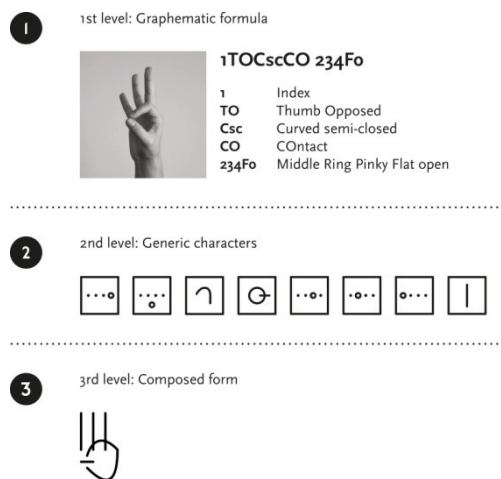 1
1st level: Graphematic formula
1TOCscCO 234Fo
1 Index
TO Thumb Opposed
Csc Curved semi-closed
CO COntact
234Fo Middle Ring Pinky Flat open
2
2nd level: Generic characters
3
3rd level: Composed form